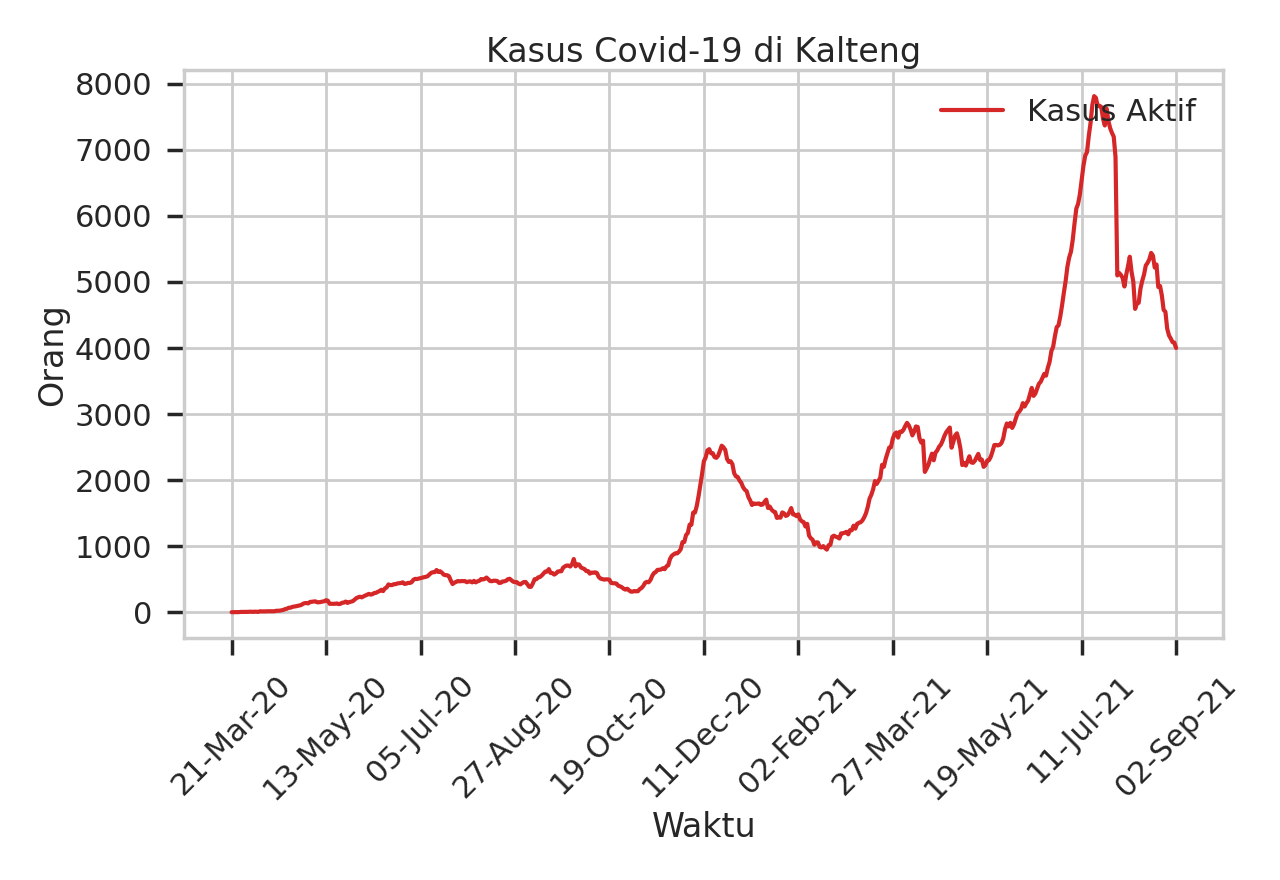 Kasus Covid-19 di Kalteng
Kasus Aktif
8000
7000
6000
5000
4000
3000
2000
1000
0
Orang
21-Mar-20
13-May-20
05-Jul-20
27-Aug-20
19-Oct-20
11-Dec-20
02-Feb-21
27-Mar-21
19-May-21
11-Jul-21
02-Sep-21
Waktu